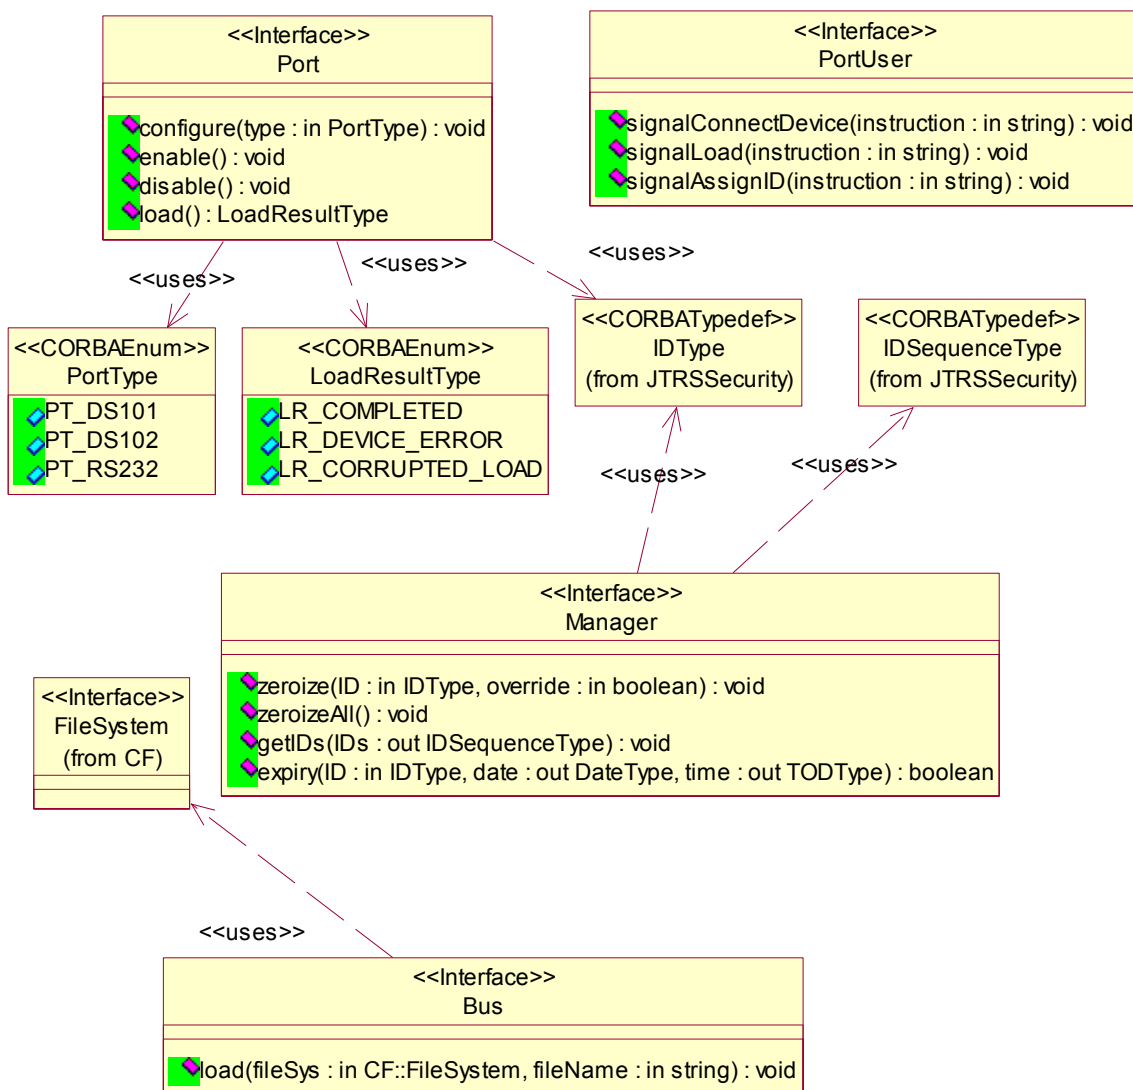 <<Interface>>
Port
configure(type : in PortType) : void
enable() : void
disable() : void
load() : LoadResultType
<<Interface>>
PortUser
signalConnectDevice(instruction : in string) : void
signalLoad(instruction : in string) : void
signalAssignID(instruction : in string) : void
<<uses>>
<<uses>>
<<uses>>
<<CORBAEnum>>
PortType
PT_DS101
PT_DS102
PT_RS232
<<CORBAEnum>>
LoadResultType
LR_COMPLETED
LR_DEVICE_ERROR
LR_CORRUPTED_LOAD
<<CORBATypedef>>
IDType
(from JTRSSecurity)
<<CORBATypedef>>
IDSequenceType
(from JTRSSecurity)
<<uses>>
<<uses>>
<<Interface>>
Manager
zeroize(ID : in IDType, override : in boolean) : void
zeroizeAll() : void
getIDs(IDs : out IDSequenceType) : void
expiry(ID : in IDType, date : out DateType, time : out TODType) : boolean
<<Interface>>
FileSystem
(from CF)
<<uses>>
<<Interface>>
Bus
load(fileSys : in CF::FileSystem, fileName : in string) : void